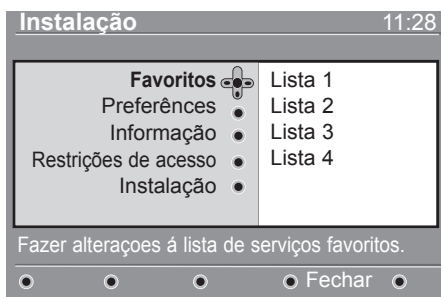 Instalação 11:28
Favoritos Lista 1
Preferênces Lista 2
Informação Lista 3
Restrições de acesso Lista 4
Instalação
Fazer alteraçoes á lista de serviços favoritos.
Fechar